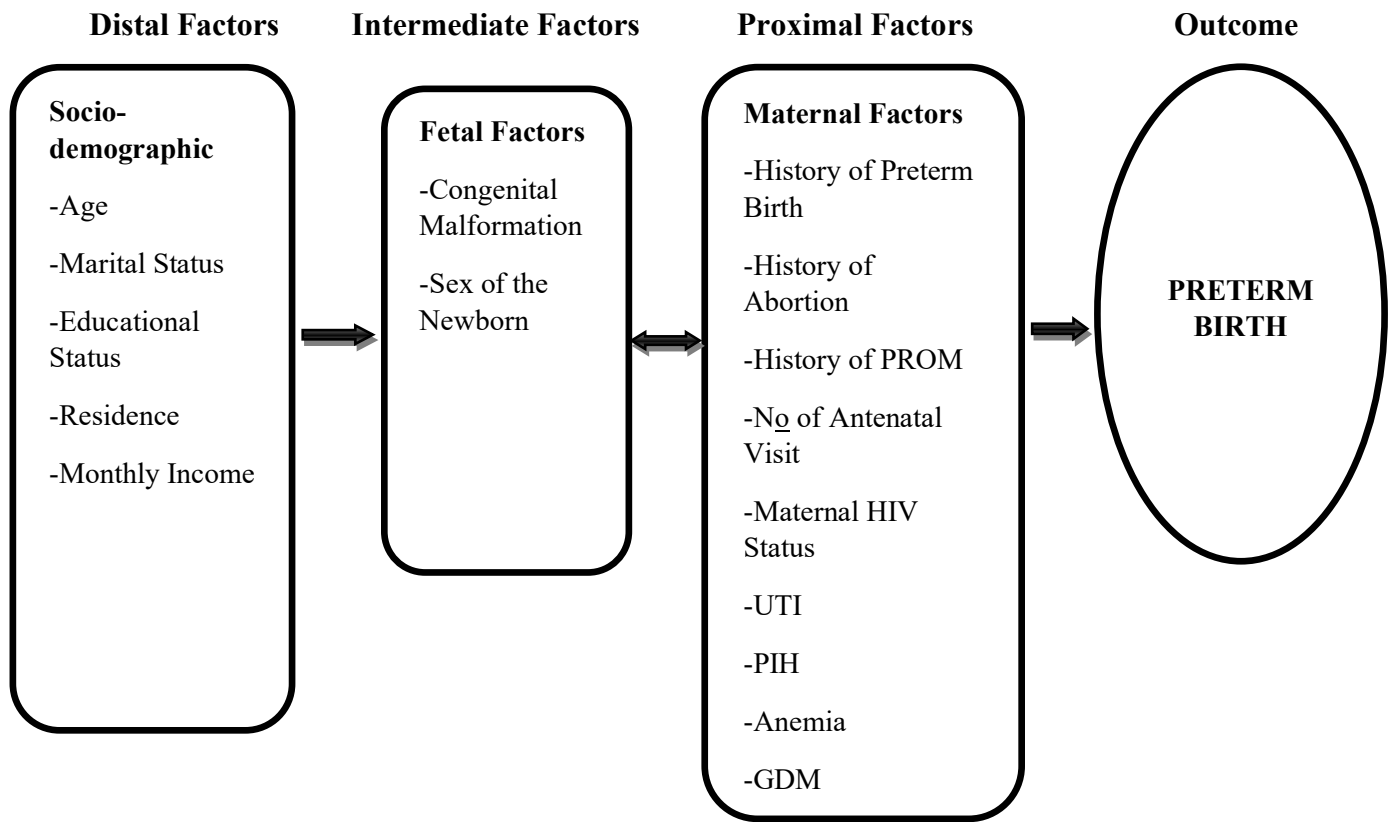 Distal Factors
Intermediate Factors
Proximal Factors
Outcome
Socio-
demographic
-Age
-Marital Status
-Educational
Status
-Residence
-Monthly Income
Fetal Factors
-Congenital
Malformation
-Sex of the
Newborn
Maternal Factors
-History of Preterm
Birth
-History of
Abortion
-History of PROM
-No of Antenatal
Visit
-Maternal HIV
Status
-UTI
-PIH
-Anemia
-GDM
PRETERM
BIRTH